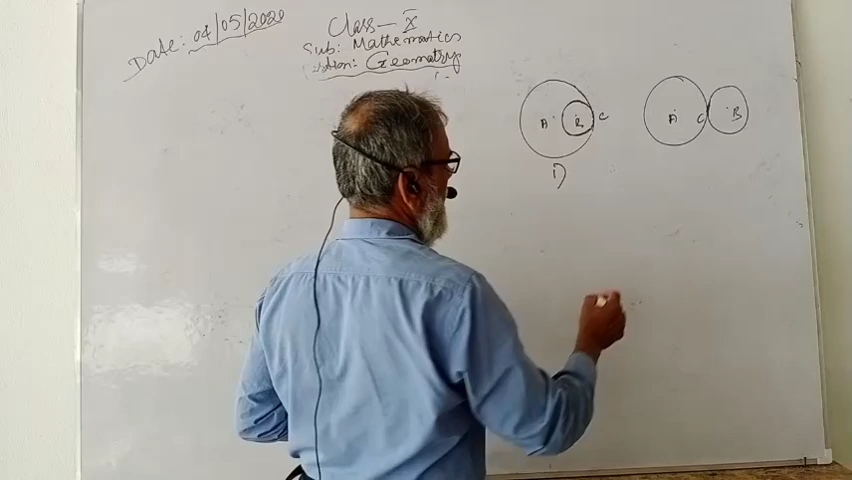 Date: 04/05/2020
Class - X
Sub: Mathematics
Geometry
A B C
A C B
D